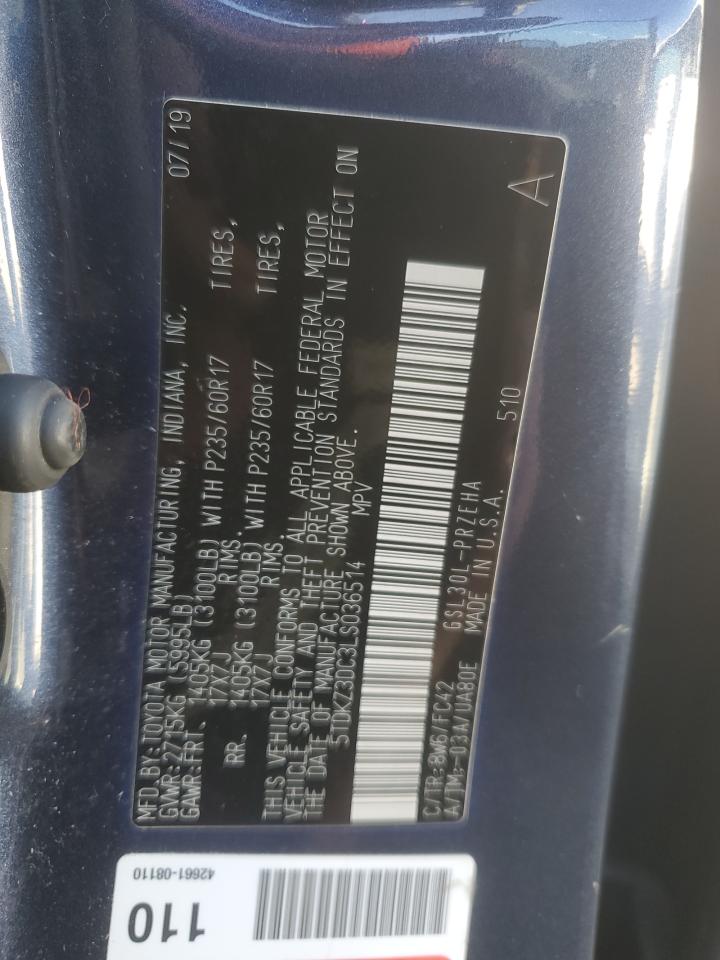 MFD.BY:TOYOTA MOTOR MANUFACTURING, INDIANA, INC. 07/19
GVWR:2715KG (5995LB)
GAWR:FRT. 1405KG (3100LB) WITH P235/60R17 TIRES,
17X7J RIMS.
RR. 1405KG (3100LB) WITH P235/60R17 TIRES,
17X7J RIMS.
THIS VEHICLE CONFORMS TO ALL APPLICABLE FEDERAL MOTOR
VEHICLE SAFETY AND THEFT PREVENTION STANDARDS IN EFFECT ON
THE DATE OF MANUFACTURE SHOWN ABOVE.
5TDKZ3DC3LS036514 MPV
C/TR:8W6/FC42 GSL30L-PRZEHA
A/TM:-03A/UA80E MADE IN U.S.A. 510
A
110
42661-08110